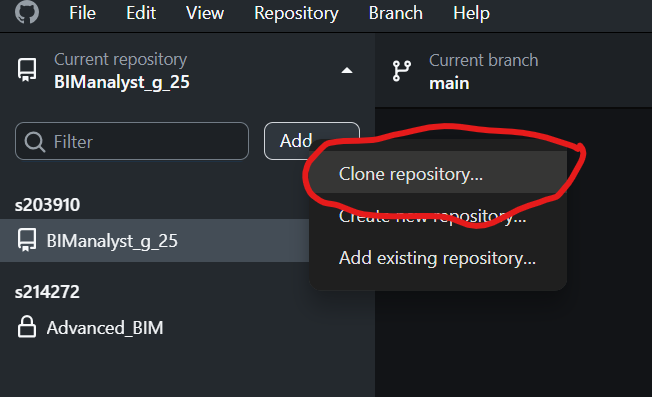 File Edit View Repository Branch Help
Current repository
BIManalyst_g_25
Current branch
main
Filter
Add
Clone repository...
Create new repository...
Add existing repository...
s203910
BIManalyst_g_25
s214272
Advanced_BIM